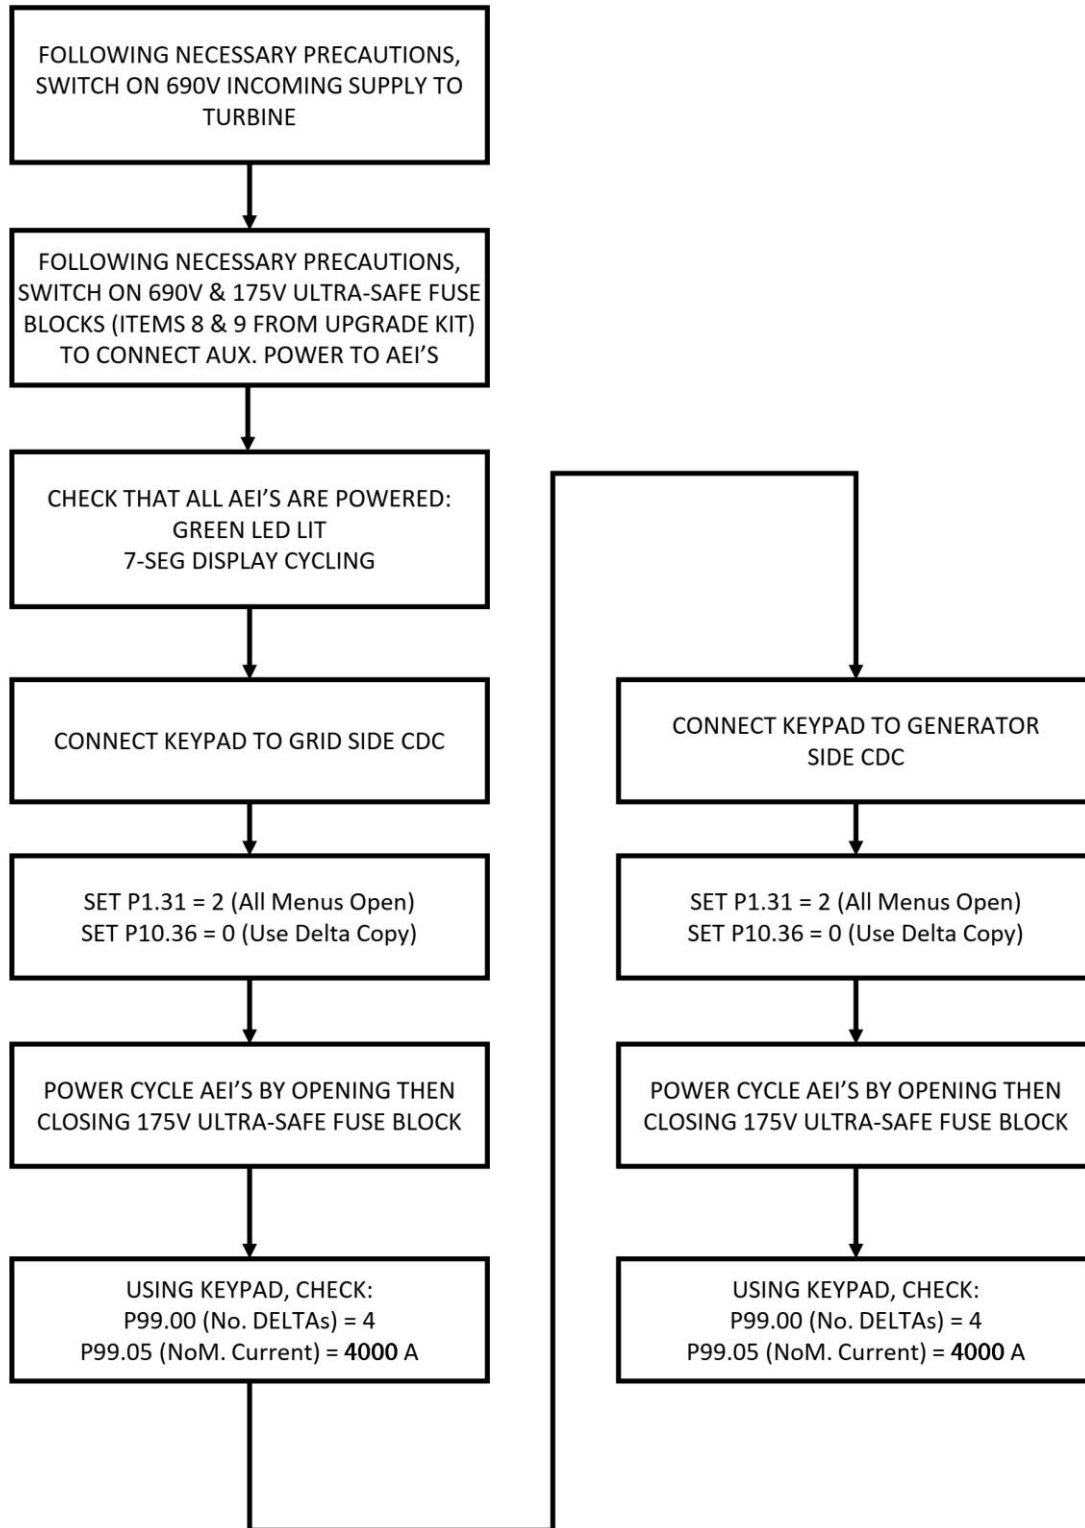 FOLLOWING NECESSARY PRECAUTIONS,
SWITCH ON 690V INCOMING SUPPLY TO
TURBINE
FOLLOWING NECESSARY PRECAUTIONS,
SWITCH ON 690V & 175V ULTRA-SAFE FUSE
BLOCKS (ITEMS 8 & 9 FROM UPGRADE KIT)
TO CONNECT AUX. POWER TO AEI'S
CHECK THAT ALL AEI'S ARE POWERED:
GREEN LED LIT
7-SEG DISPLAY CYCLING
CONNECT KEYPAD TO GRID SIDE CDC
SET P1.31 = 2 (All Menus Open)
SET P10.36 = 0 (Use Delta Copy)
POWER CYCLE AEI'S BY OPENING THEN
CLOSING 175V ULTRA-SAFE FUSE BLOCK
USING KEYPAD, CHECK:
P99.00 (No. DELTAs) = 4
P99.05 (NoM. Current) = 4000 A
CONNECT KEYPAD TO GENERATOR
SIDE CDC
SET P1.31 = 2 (All Menus Open)
SET P10.36 = 0 (Use Delta Copy)
POWER CYCLE AEI'S BY OPENING THEN
CLOSING 175V ULTRA-SAFE FUSE BLOCK
USING KEYPAD, CHECK:
P99.00 (No. DELTAs) = 4
P99.05 (NoM. Current) = 4000 A